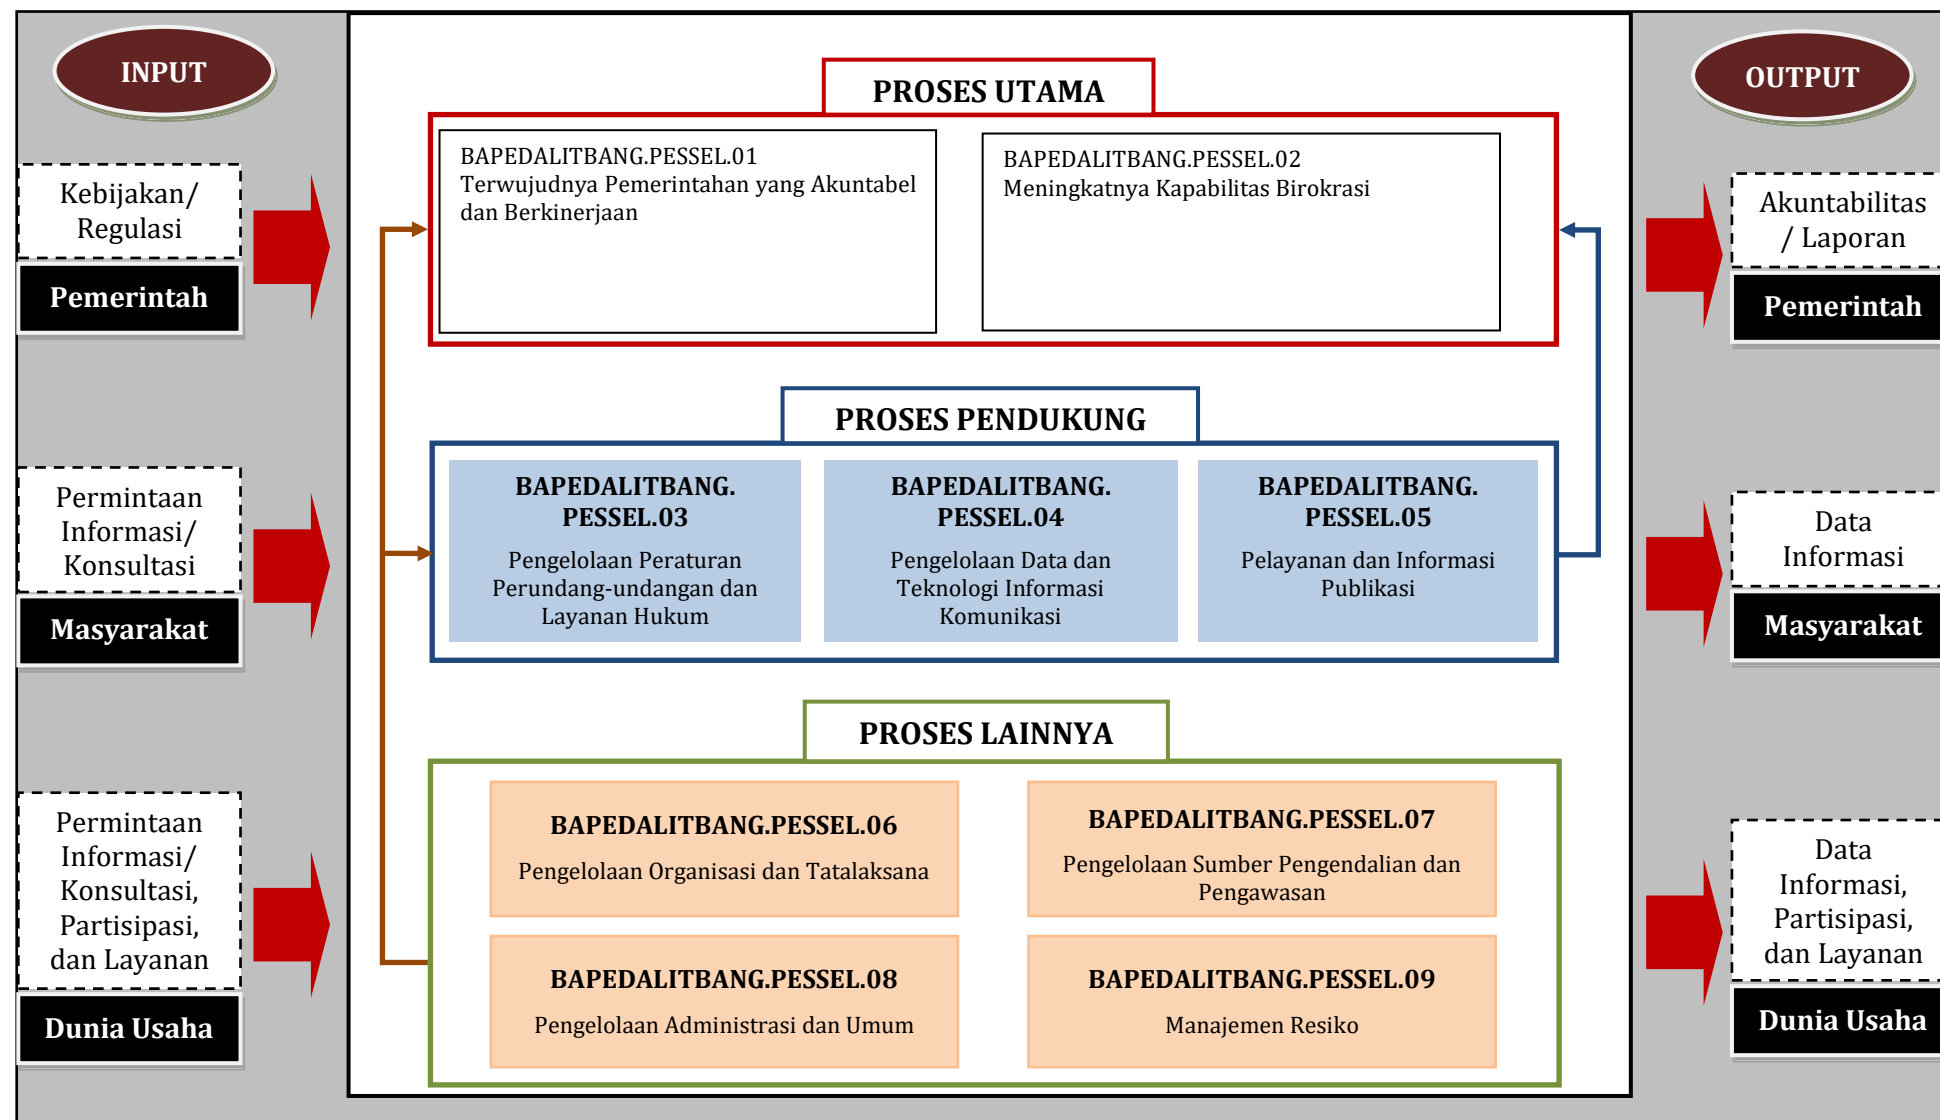 INPUT
Kebijakan/
Regulasi
Pemerintah
Permintaan
Informasi/
Konsultasi
Masyarakat
Permintaan
Informasi/
Konsultasi,
Partisipasi,
dan Layanan
Dunia Usaha
PROSES UTAMA
BAPEDALITBANG.PESSEL.01
Terwujudnya Pemerintahan yang Akuntabel
dan Berkinerjaan
BAPEDALITBANG.PESSEL.02
Meningkatnya Kapabilitas Birokrasi
PROSES PENDUKUNG
BAPEDALITBANG.
PESSEL.03
Pengelolaan Peraturan
Perundang-undangan dan
Layanan Hukum
BAPEDALITBANG.
PESSEL.04
Pengelolaan Data dan
Teknologi Informasi
Komunikasi
BAPEDALITBANG.
PESSEL.05
Pelayanan dan Informasi
Publikasi
PROSES LAINNYA
BAPEDALITBANG.PESSEL.06
Pengelolaan Organisasi dan Tatalaksana
BAPEDALITBANG.PESSEL.07
Pengelolaan Sumber Pengendalian dan
Pengawasan
BAPEDALITBANG.PESSEL.08
Pengelolaan Administrasi dan Umum
BAPEDALITBANG.PESSEL.09
Manajemen Resiko
OUTPUT
Akuntabilitas
/ Laporan
Pemerintah
Data
Informasi
Masyarakat
Data
Informasi,
Partisipasi,
dan Layanan
Dunia Usaha